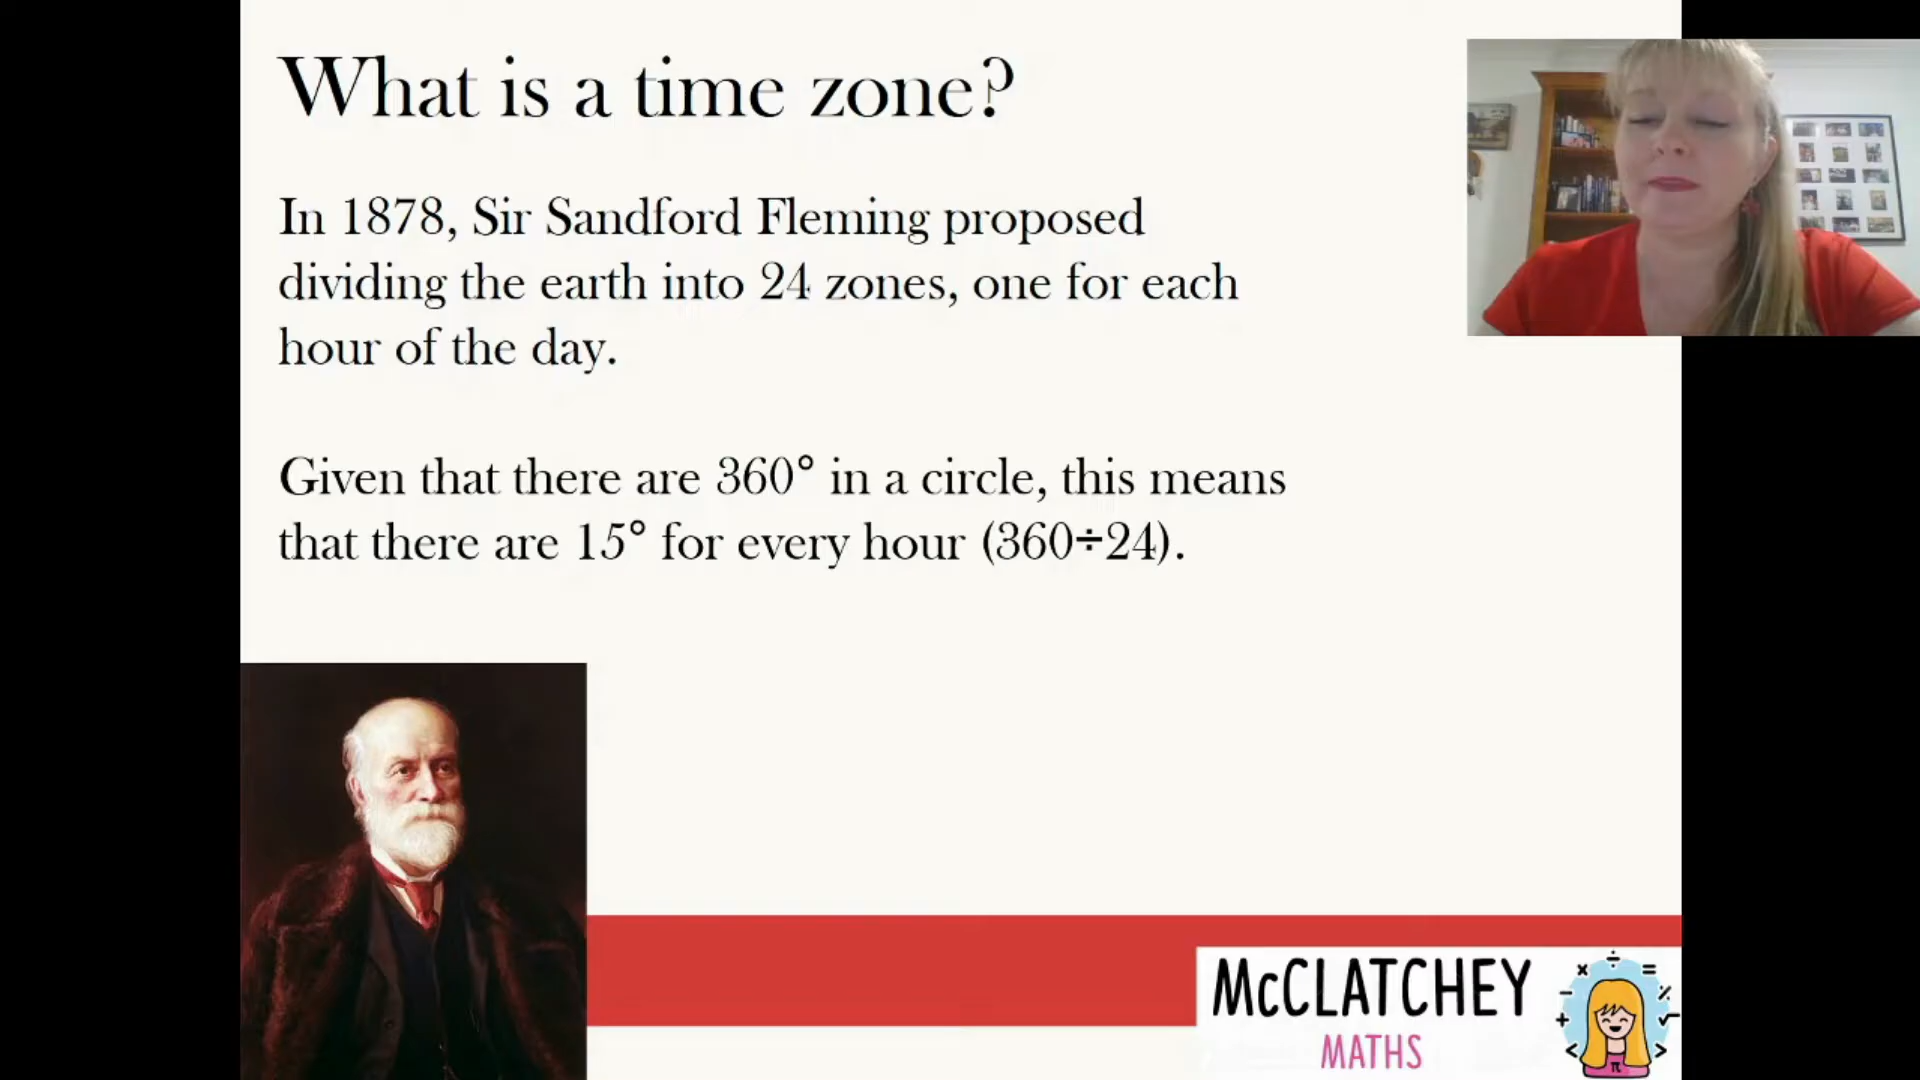 What is a time zone?
In 1878, Sir Sandford Fleming proposed
dividing the earth into 24 zones, one for each
hour of the day.
Given that there are 360° in a circle, this means
that there are 15° for every hour (360÷24).
McCLATCHEY
MATHS